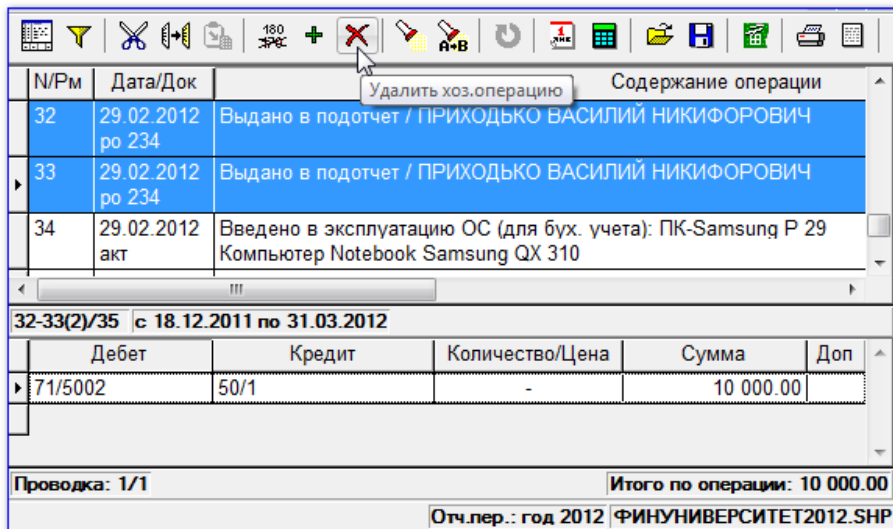 180
A→B
N/Рм Дата/Док Содержание операции
Удалить хоз.операцию
32 29.02.2012 Выдано в подотчет / ПРИХОДЬКО ВАСИЛИЙ НИКИФОРОВИЧ
ро 234
33 29.02.2012 Выдано в подотчет / ПРИХОДЬКО ВАСИЛИЙ НИКИФОРОВИЧ
ро 234
34 29.02.2012 Введено в эксплуатацию ОС (для бух. учета): ПК-Samsung P 29
акт Компьютер Notebook Samsung QX 310
32-33(2)/35 с 18.12.2011 по 31.03.2012
Дебет Кредит Количество/Цена Сумма Доп
71/5002 50/1 - 10 000.00
Проводка: 1/1 Итого по операции: 10 000.00
Отч.пер.: год 2012 ФИНУНИВЕРСИТЕТ2012.SHP